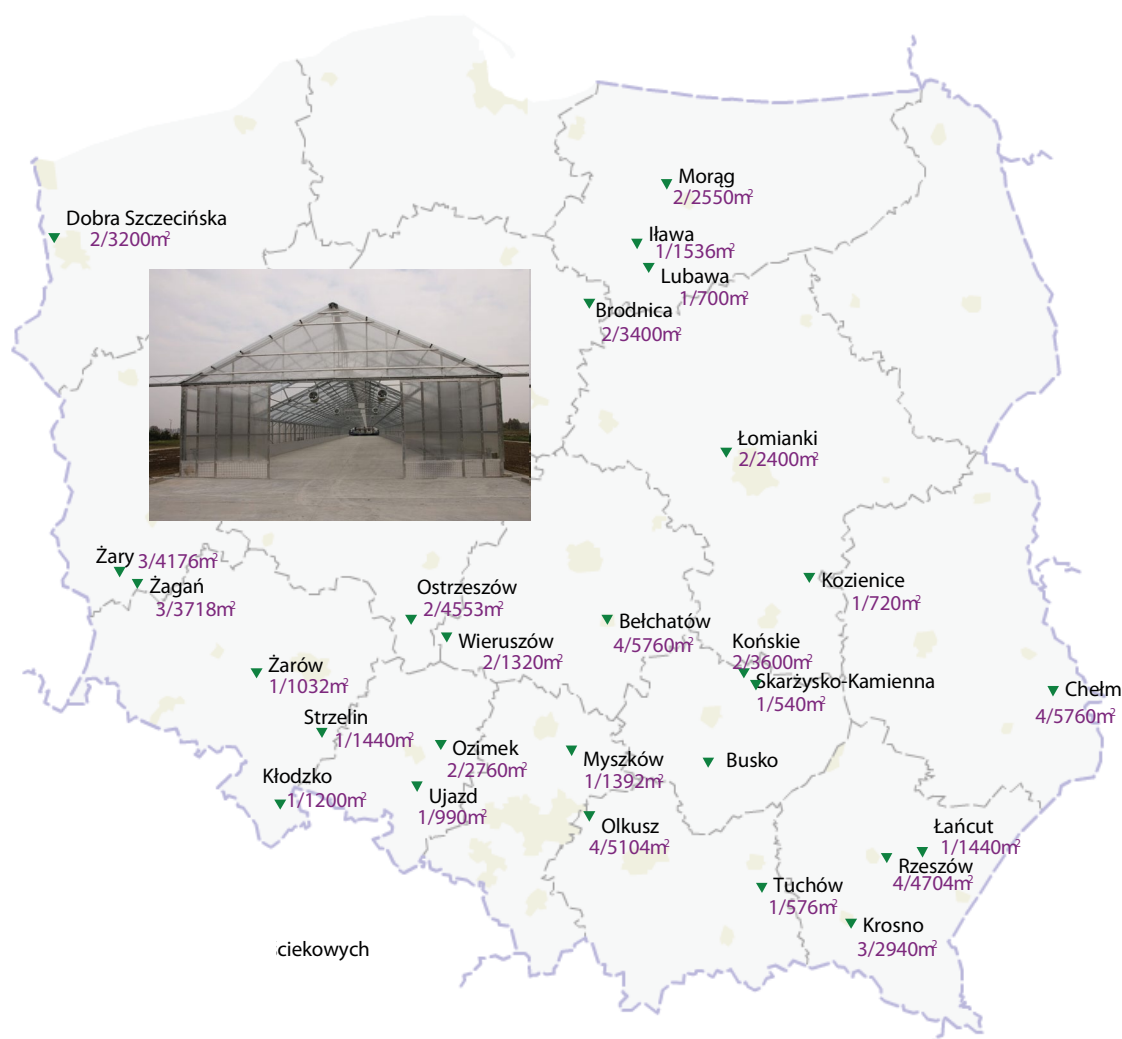 Morąg
2/2550m²
Dobra Szczecińska
2/3200m²
Iława
1/1536m²
Lubawa
1/700m²
Brodnica
2/3400m²
Łomianki
2/2400m²
Żary 3/4176m²
Żagań
3/3718m²
Ostrzeszów
2/4553m²
Kozienice
1/720m²
Bełchatów
4/5760m²
Wieruszów
2/1320m²
Końskie
2/3600m²
Żarów
1/1032m²
Skarżysko-Kamienna
1/540m²
Chełm
4/5760m²
Strzelin
1/1440m²
Ozimek
2/2760m²
Myszków
1/1392m²
Busko
Kłodzko
1/1200m²
Ujazd
1/990m²
Olkusz
4/5104m²
Łańcut
1/1440m²
Rzeszów
4/4704m²
Tuchów
1/576m²
Krosno
3/2940m²
ciekowych